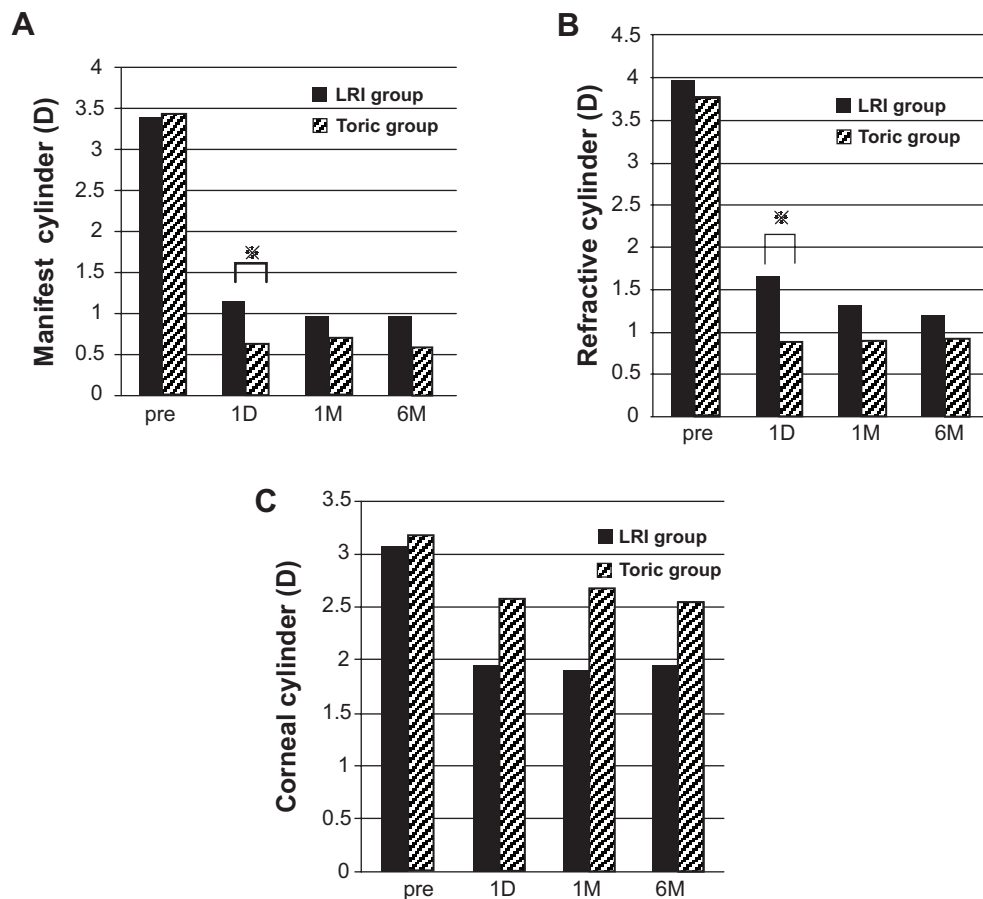 A
Manifest cylinder (D)
4
3.5
3
2.5
2
1.5
1
0.5
0
LRI group
Toric group
※
pre 1D 1M 6M
B
Refractive cylinder (D)
4.5
4
3.5
3
2.5
2
1.5
1
0.5
0
LRI group
Toric group
※
pre 1D 1M 6M
C
Corneal cylinder (D)
3.5
3
2.5
2
1.5
1
0.5
0
LRI group
Toric group
pre 1D 1M 6M